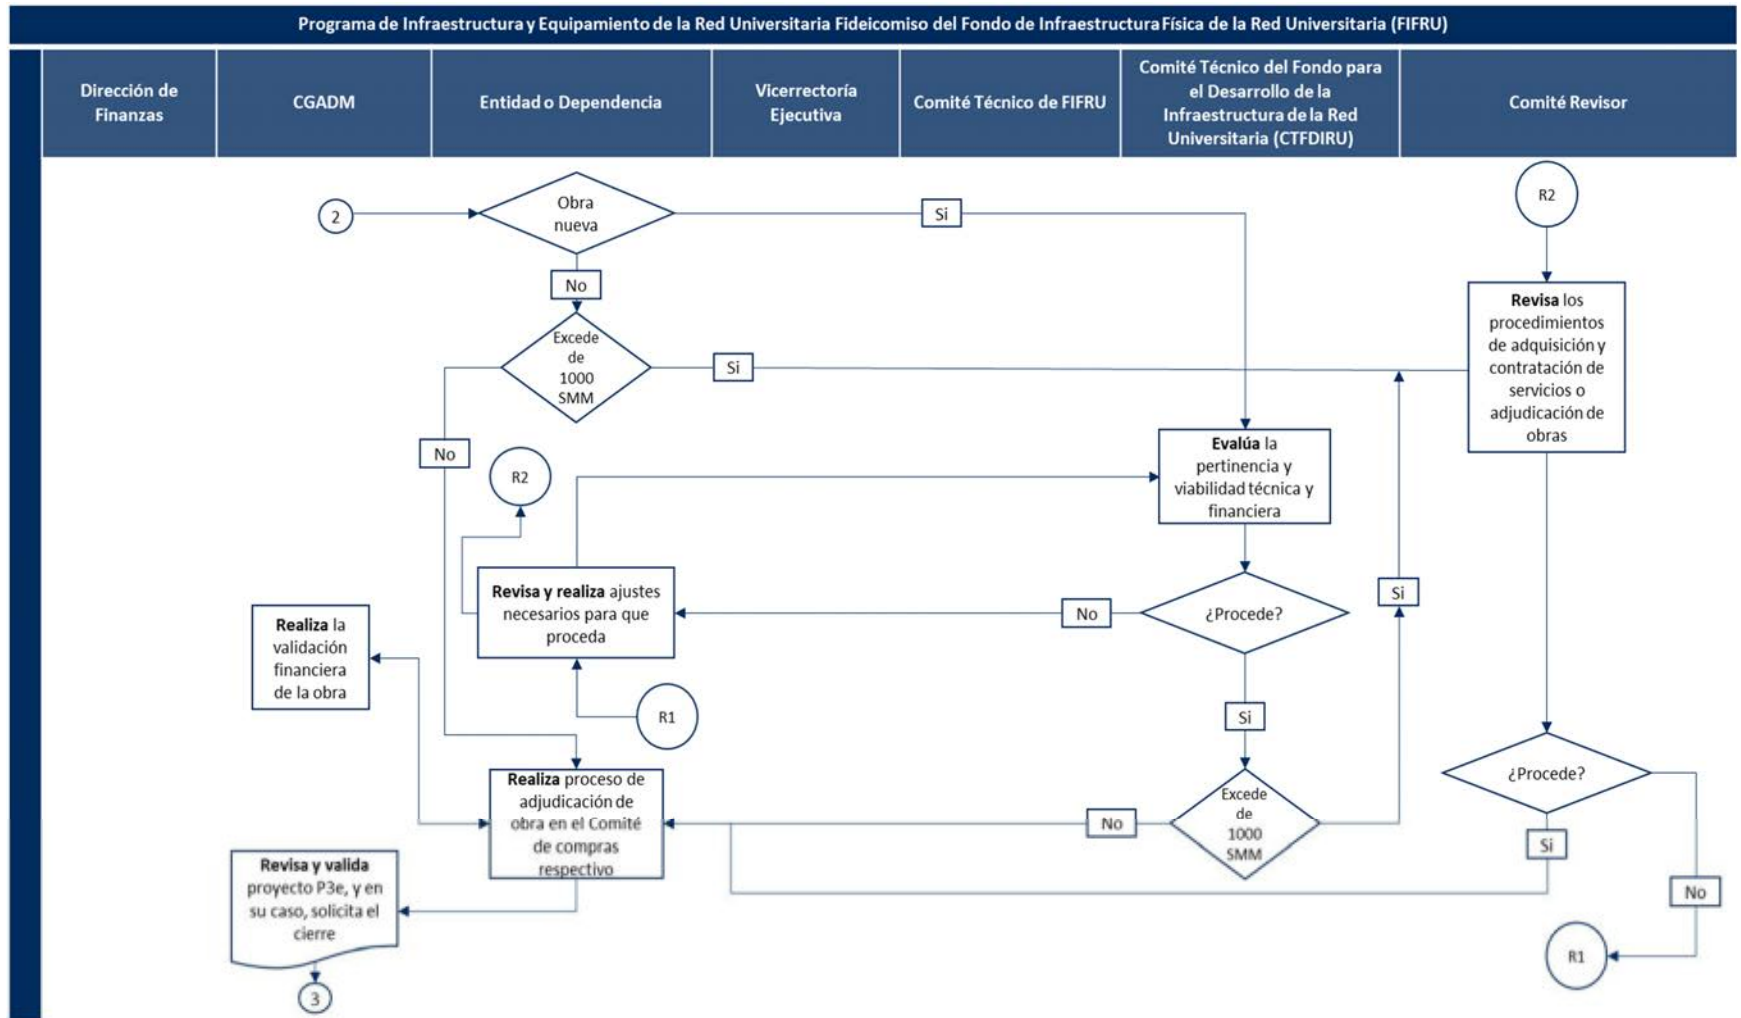 Programa de Infraestructura y Equipamiento de la Red Universitaria Fideicomiso del Fondo de Infraestructura Física de la Red Universitaria (FIFRU)
Dirección de
Finanzas
CGADM
Entidad o Dependencia
Vicerrectoría
Ejecutiva
Comité Técnico de FIFRU
Comité Técnico del Fondo para
el Desarrollo de la
Infraestructura de la Red
Universitaria (CTFDIRU)
Comité Revisor
2
Obra
nueva
Si
R2
No
Excede
de
1000
SMM
Si
Revisa los
procedimientos
de adquisición y
contratación de
servicios o
adjudicación de
obras
No
R2
Evalúa la
pertinencia y
viabilidad técnica y
financiera
Revisa y realiza ajustes
necesarios para que
proceda
No
¿Procede?
Si
Realiza la
validación
financiera
de la obra
R1
Si
Realiza proceso de
adjudicación de
obra en el Comité
de compras
respectivo
No
Excede
de
1000
SMM
¿Procede?
Si
No
Revisa y valida
proyecto P3e, y en
su caso, solicita el
cierre
R1
3